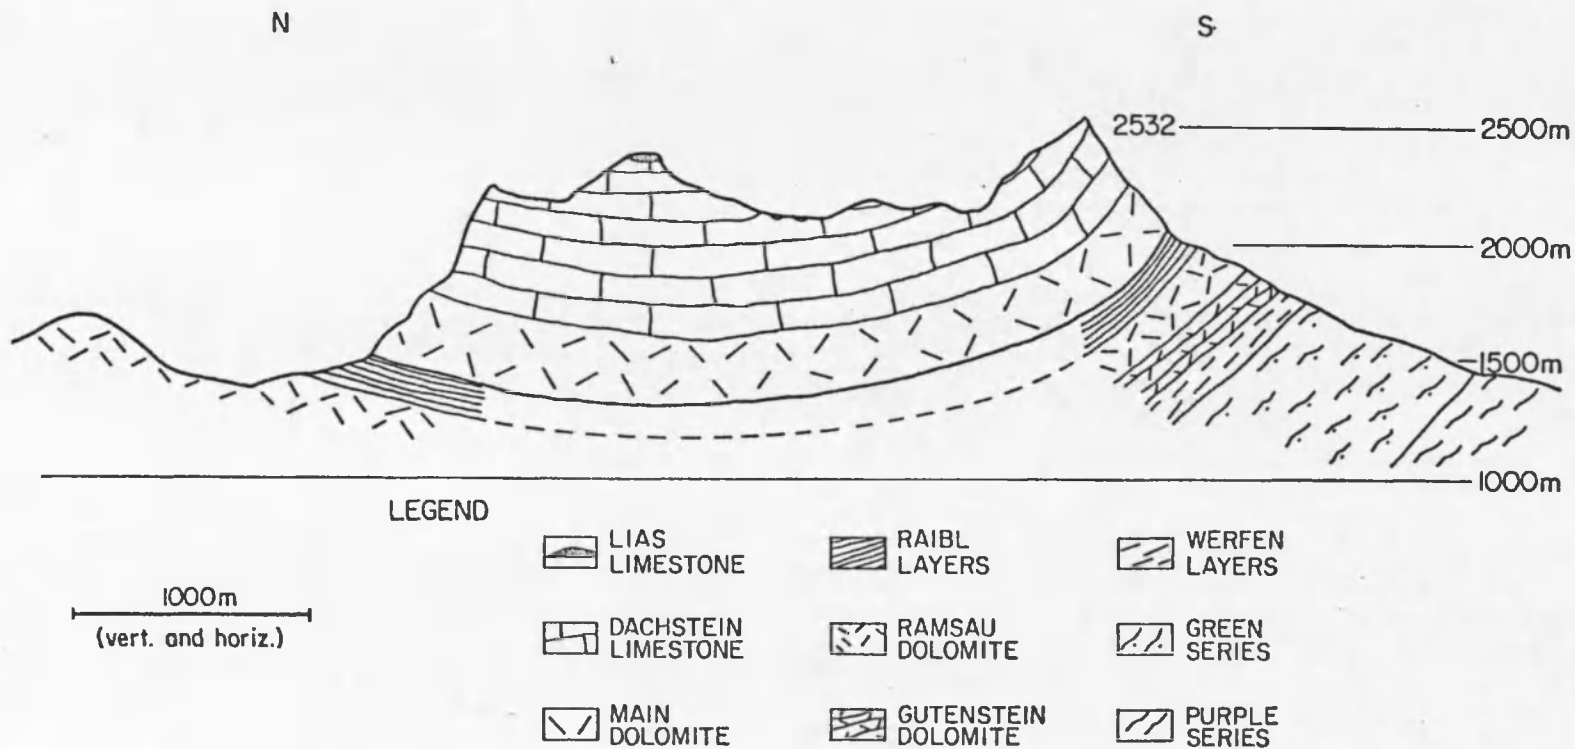 N
S
2532
2500m
2000m
1500m
1000m
LEGEND
1000m
(vert. and horiz.)
LIAS
LIMESTONE
DACHSTEIN
LIMESTONE
MAIN
DOLOMITE
RAIBL
LAYERS
RAMSAU
DOLOMITE
GUTENSTEIN
DOLOMITE
WERFEN
LAYERS
GREEN
SERIES
PURPLE
SERIES